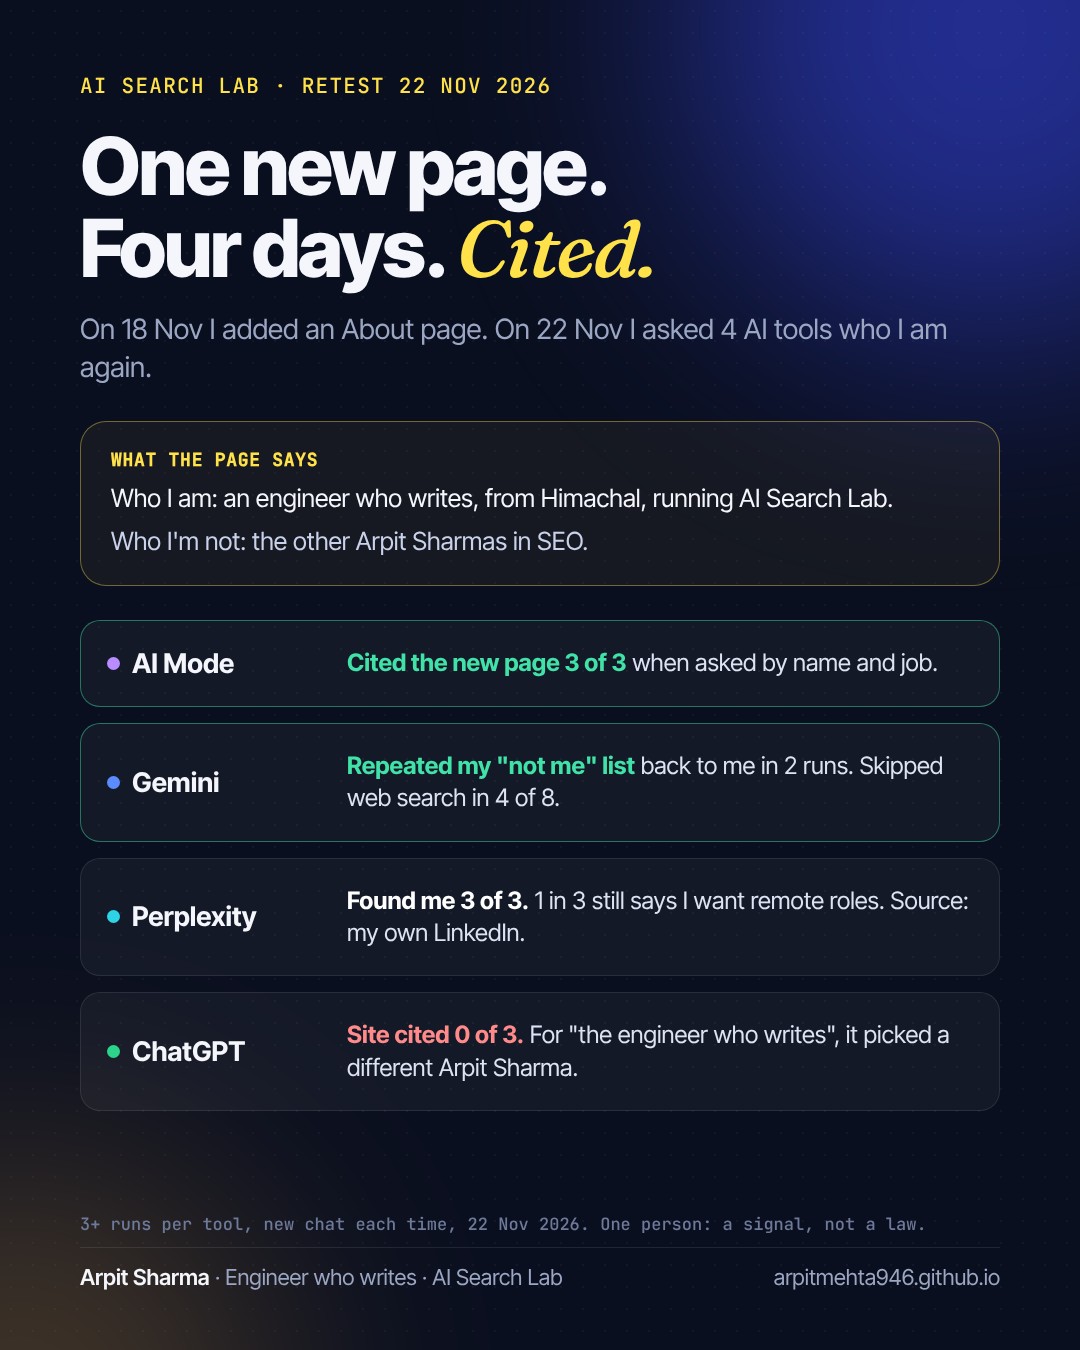 AI SEARCH LAB · RETEST 22 NOV 2026
One new page.
Four days. Cited.
On 18 Nov I added an About page. On 22 Nov I asked 4 AI tools who I am
again.
WHAT THE PAGE SAYS
Who I am: an engineer who writes, from Himachal, running AI Search Lab.
Who I'm not: the other Arpit Sharmas in SEO.
AI Mode
Cited the new page 3 of 3 when asked by name and job.
Gemini
Repeated my "not me" list back to me in 2 runs. Skipped
web search in 4 of 8.
Perplexity
Found me 3 of 3. 1 in 3 still says I want remote roles. Source:
my own LinkedIn.
ChatGPT
Site cited 0 of 3. For "the engineer who writes", it picked a
different Arpit Sharma.
3+ runs per tool, new chat each time, 22 Nov 2026. One person: a signal, not a law.
Arpit Sharma · Engineer who writes · AI Search Lab
arpitmehta946.github.io